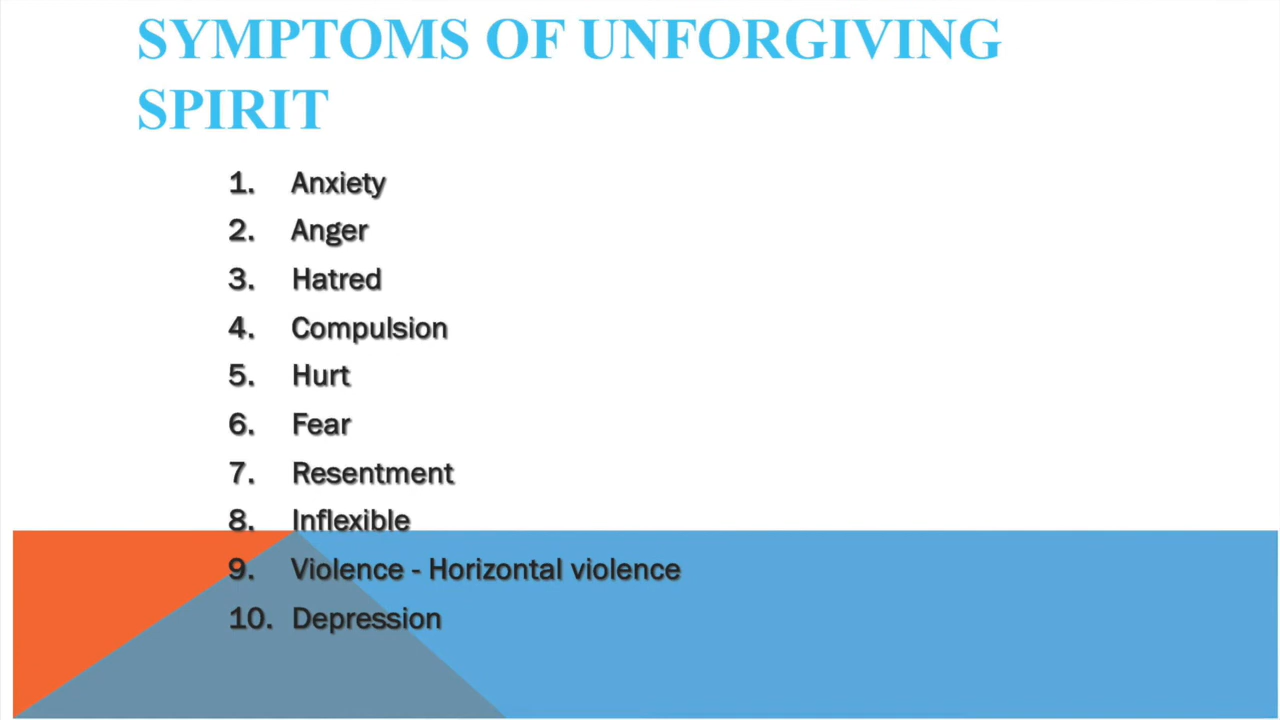 SYMPTOMS OF UNFORGIVING
SPIRIT
1. Anxiety
2. Anger
3. Hatred
4. Compulsion
5. Hurt
6. Fear
7. Resentment
8. Inflexible
9. Violence - Horizontal violence
10. Depression